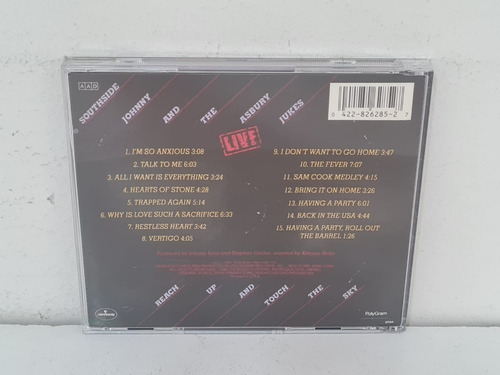 AAD
SOUTHSIDE JOHNNY AND THE ASBURY JUKES
0 422-826285-2 7
LIVE
1. I'M SO ANXIOUS 3:08
2. TALK TO ME 6:03
3. ALL I WANT IS EVERYTHING 3:24
4. HEARTS OF STONE 4:28
5. TRAPPED AGAIN 5:14
6. WHY IS LOVE SUCH A SACRIFICE 6:33
7. RESTLESS HEART 3:42
8. VERTIGO 4:05
9. I DON'T WANT TO GO HOME 3:47
10. THE FEVER 7:07
11. SAM COOK MEDLEY 4:15
12. BRING IT ON HOME 3:26
13. HAVING A PARTY 6:01
14. BACK IN THE USA 4:44
15. HAVING A PARTY, ROLL OUT
THE BARREL 1:26
REACH UP AND TOUCH THE SKY
PolyGram